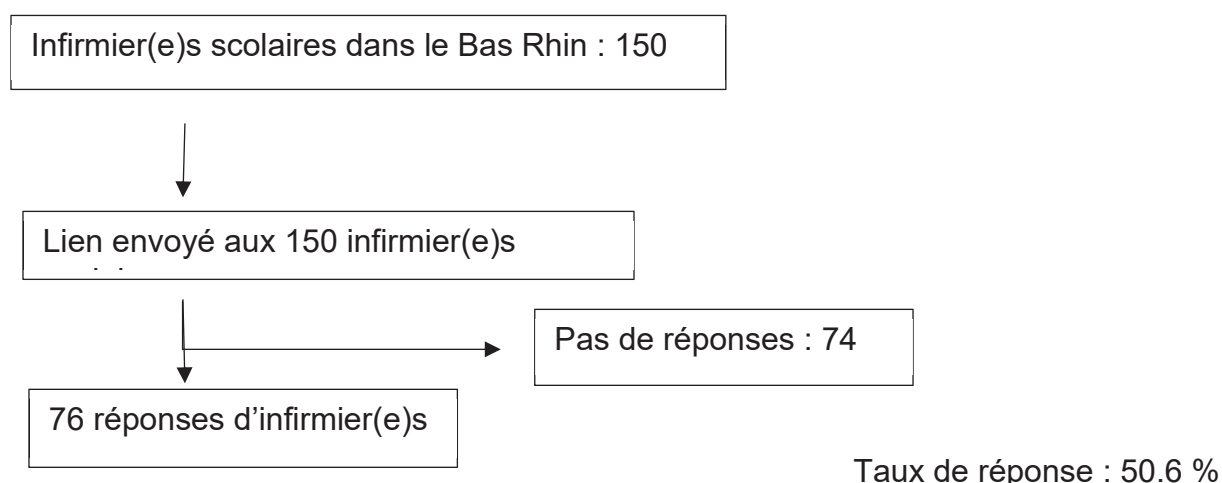 Infirmier(e)s scolaires dans le Bas Rhin : 150
Lien envoyé aux 150 infirmier(e)s
Pas de réponses : 74
76 réponses d’infirmier(e)s
Taux de réponse : 50.6 %